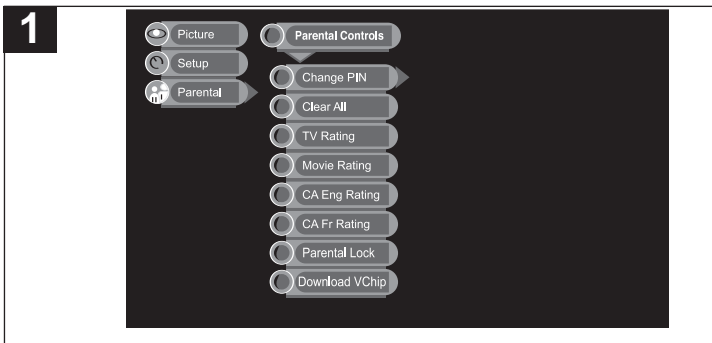 1
Picture
Setup
Parental
Parental Controls
Change PIN
Clear All
TV Rating
Movie Rating
CA Eng Rating
CA Fr Rating
Parental Lock
Download VChip